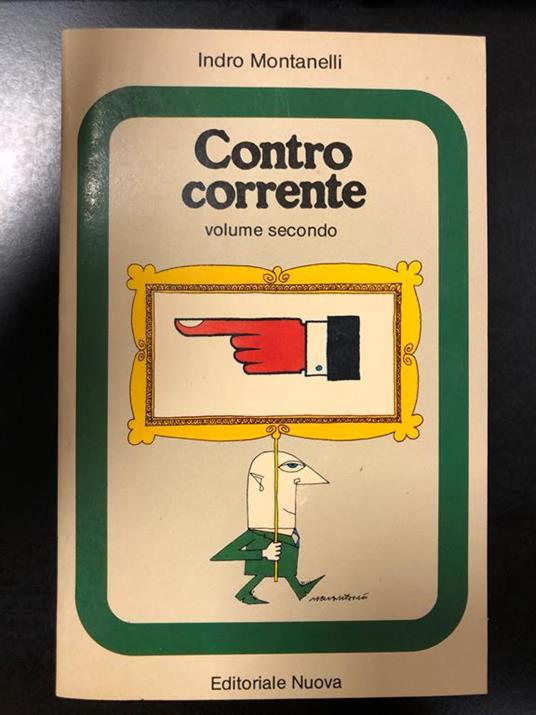 Indro Montanelli
Contro
corrente
volume secondo
Editoriale Nuova